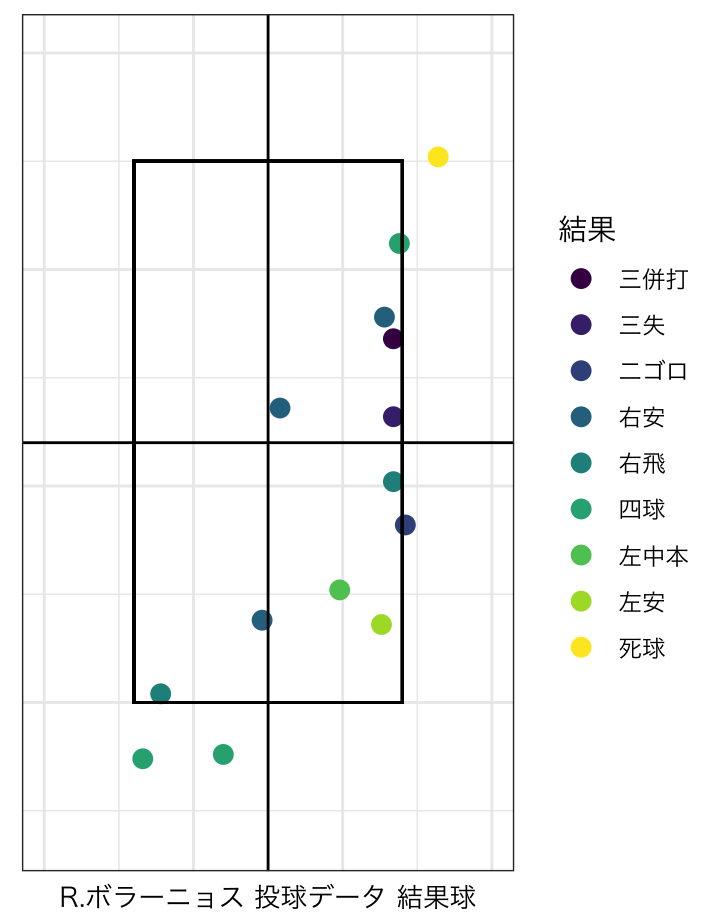 結果
三併打
三失
二ゴロ
右安
右飛
四球
左中本
左安
死球
R.ボラーニョス 投球データ 結果球